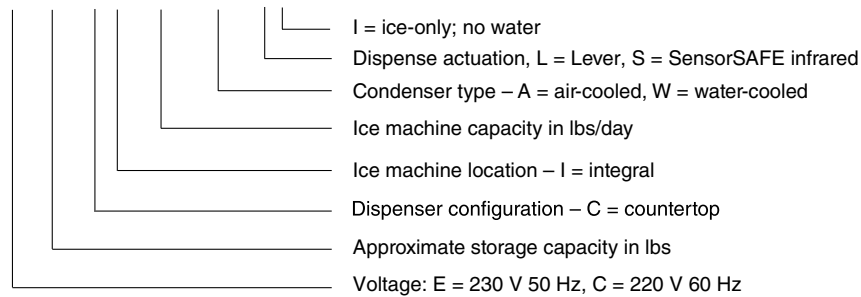 I = ice-only; no water
Dispense actuation, L = Lever, S = SensorSAFE infrared
Condenser type – A = air-cooled, W = water-cooled
Ice machine capacity in lbs/day
Ice machine location – I = integral
Dispenser configuration – C = countertop
Approximate storage capacity in lbs
Voltage: E = 230 V 50 Hz, C = 220 V 60 Hz